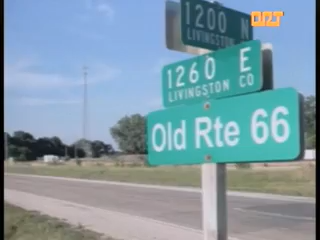 1200 N
LIVINGSTON
1260 E
LIVINGSTON CO
Old Rte 66